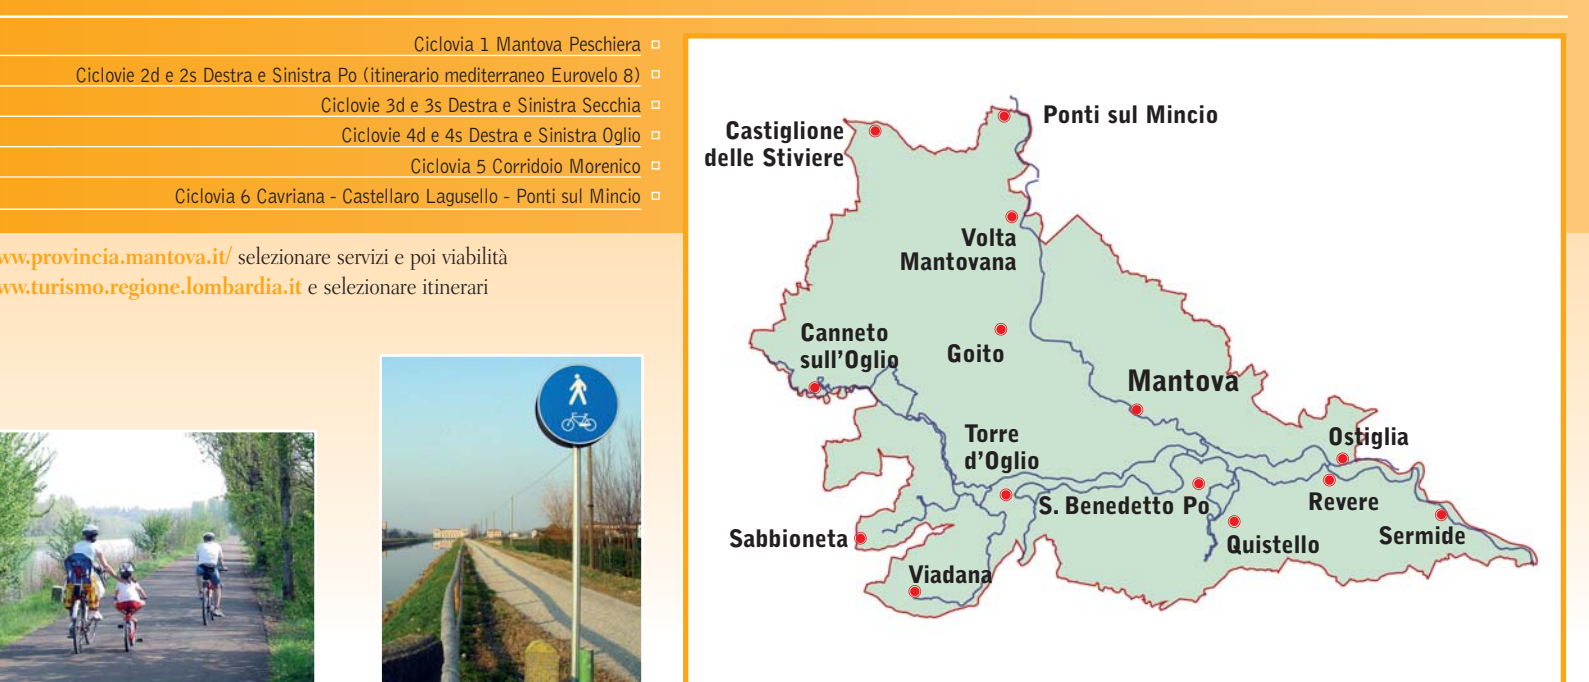 Ciclovia 1 Mantova Peschiera
Ciclovie 2d e 2s Destra e Sinistra Po (itinerario mediterraneo Eurovelo 8)
Ciclovie 3d e 3s Destra e Sinistra Secchia
Ciclovie 4d e 4s Destra e Sinistra Oglio
Ciclovia 5 Corridoio Morenico
Ciclovia 6 Cavriana - Castellaro Lagusello - Ponti sul Mincio
ww.provincia.mantova.it/ selezionare servizi e poi viabilità
ww.turismo.regione.lombardia.it e selezionare itinerari
Castiglione
delle Stiviere
Ponti sul Mincio
Volta
Mantovana
Canneto
sull'Oglio
Goito
Mantova
Torre
d'Oglio
Ostiglia
S. Benedetto Po
Revere
Sabbioneta
Quistello
Sermide
Viadana